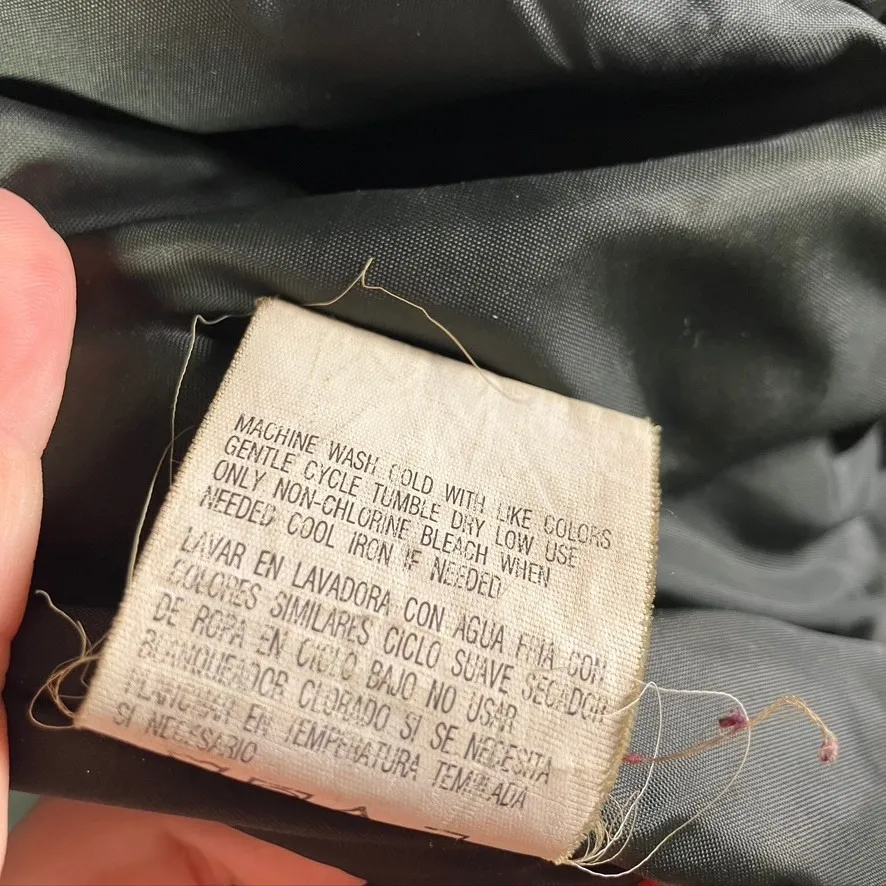 MACHINE WASH COLD WITH LIKE COLORS
GENTLE CYCLE TUMBLE DRY LOW USE
ONLY NON-CHLORINE BLEACH WHEN
NEEDED COOL IRON IF NEEDED
LAVAR EN LAVADORA CON AGUA FRIA CON
COLORES SIMILARES CICLO SUAVE SECADOR
DE ROPA EN CICLO BAJO NO USAR
BLANQUEADOR CLORADO SI SE NECESITA
PLANCHAR EN TEMPERATURA TEMPLADA
SI NECESSARIO